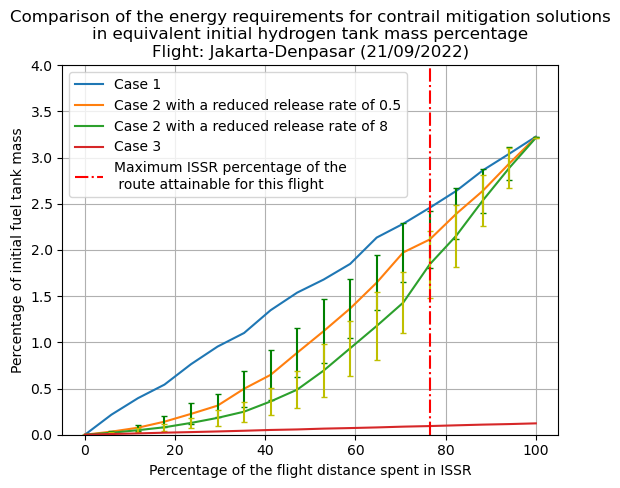 Comparison of the energy requirements for contrail mitigation solutions
in equivalent initial hydrogen tank mass percentage
Flight: Jakarta-Denpasar (21/09/2022)
Percentage of initial fuel tank mass
4.0
3.5
3.0
2.5
2.0
1.5
1.0
0.5
0.0
Case 1
Case 2 with a reduced release rate of 0.5
Case 2 with a reduced release rate of 8
Case 3
Maximum ISSR percentage of the
route attainable for this flight
0
20
40
60
80
100
Percentage of the flight distance spent in ISSR